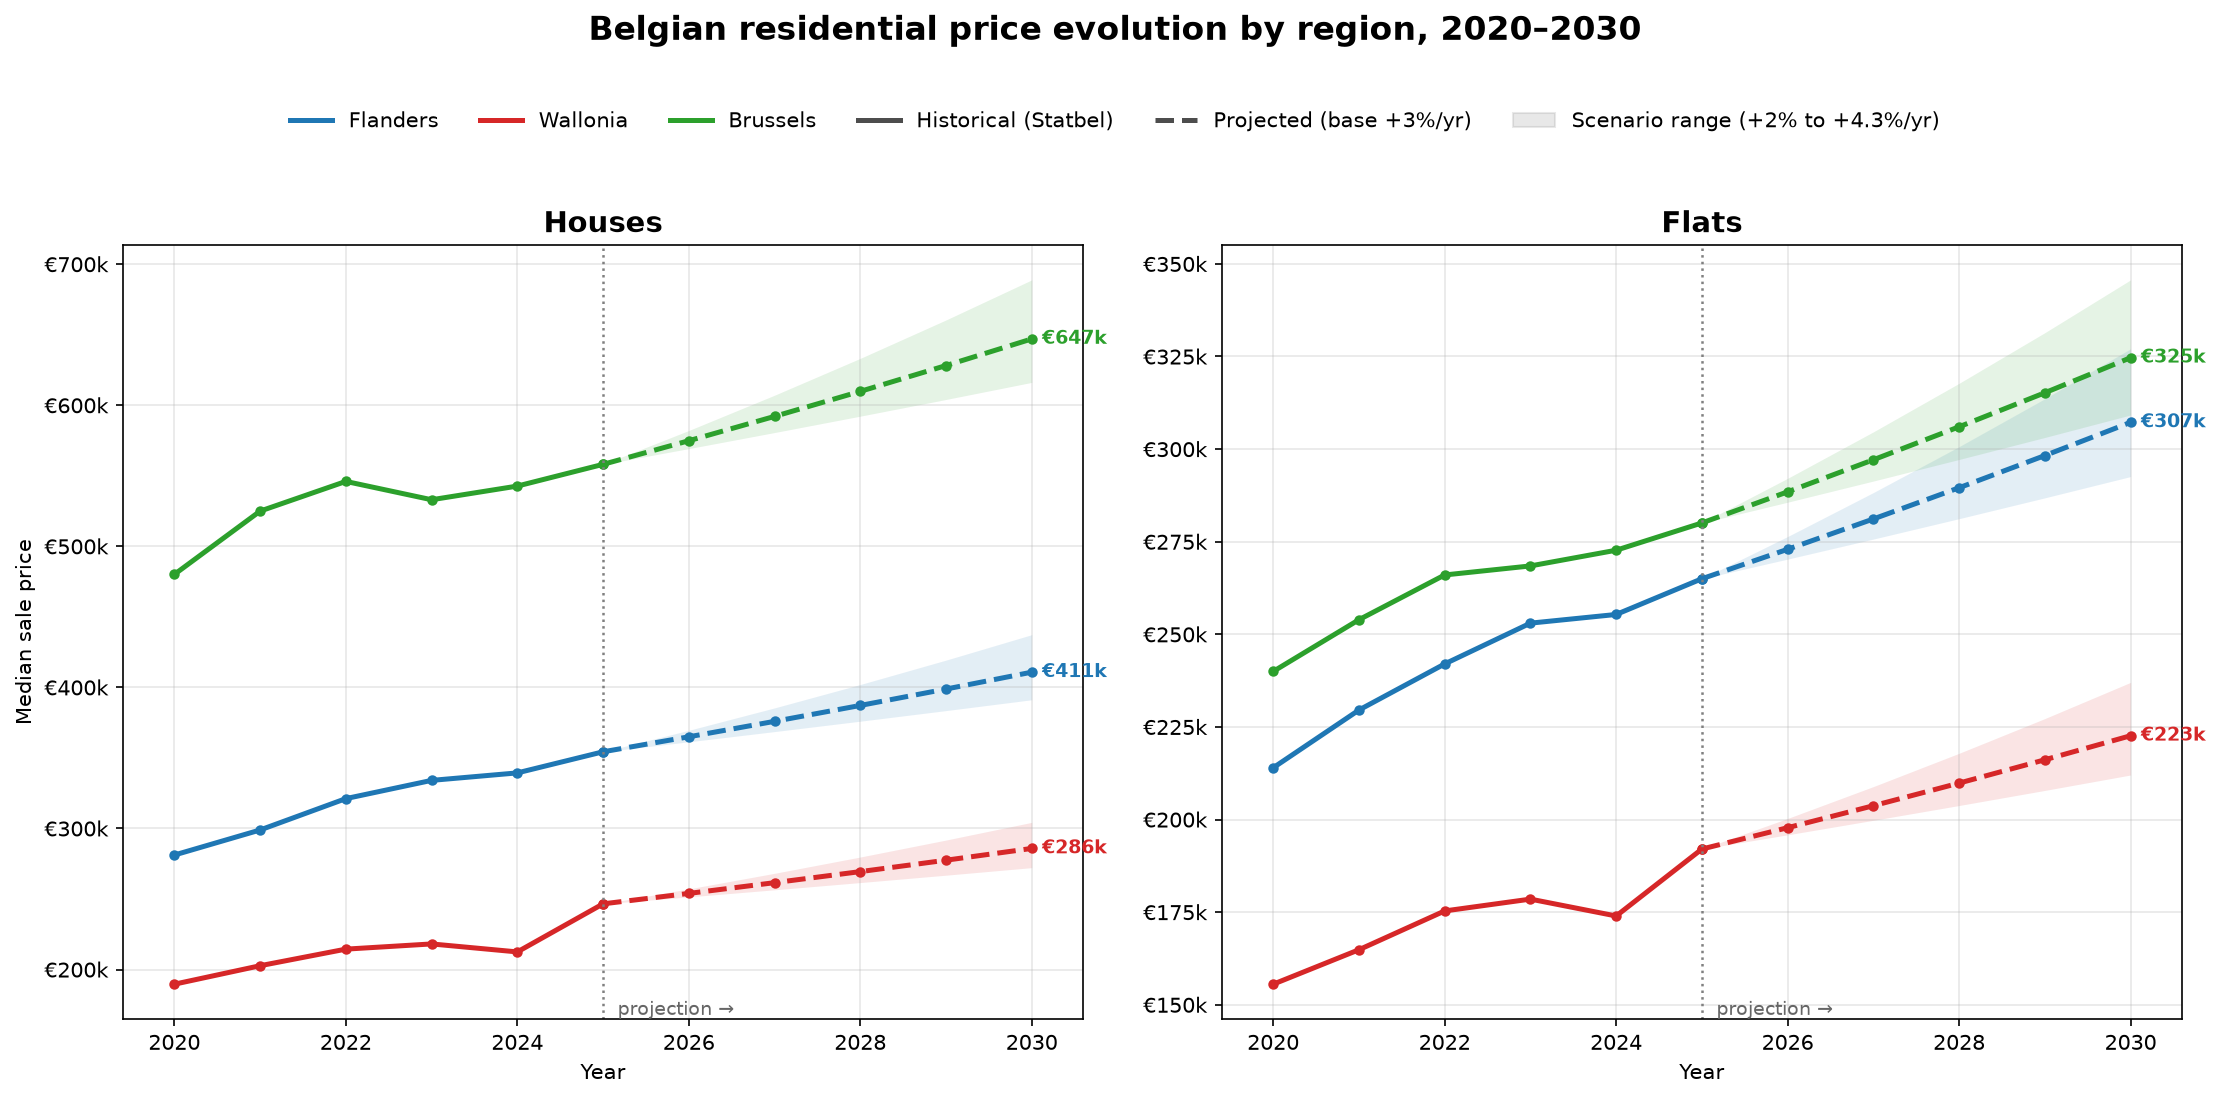 Belgian residential price evolution by region, 2020–2030
Flanders Wallonia Brussels Historical (Statbel) Projected (base +3%/yr) Scenario range (+2% to +4.3%/yr)
Houses
€700k
€600k
€500k
€400k
€300k
€200k
Median sale price
€647k
€411k
€286k
projection →
2020 2022 2024 2026 2028 2030
Year
Flats
€350k
€325k
€300k
€275k
€250k
€225k
€200k
€175k
€150k
€325k
€307k
€223k
projection →
2020 2022 2024 2026 2028 2030
Year